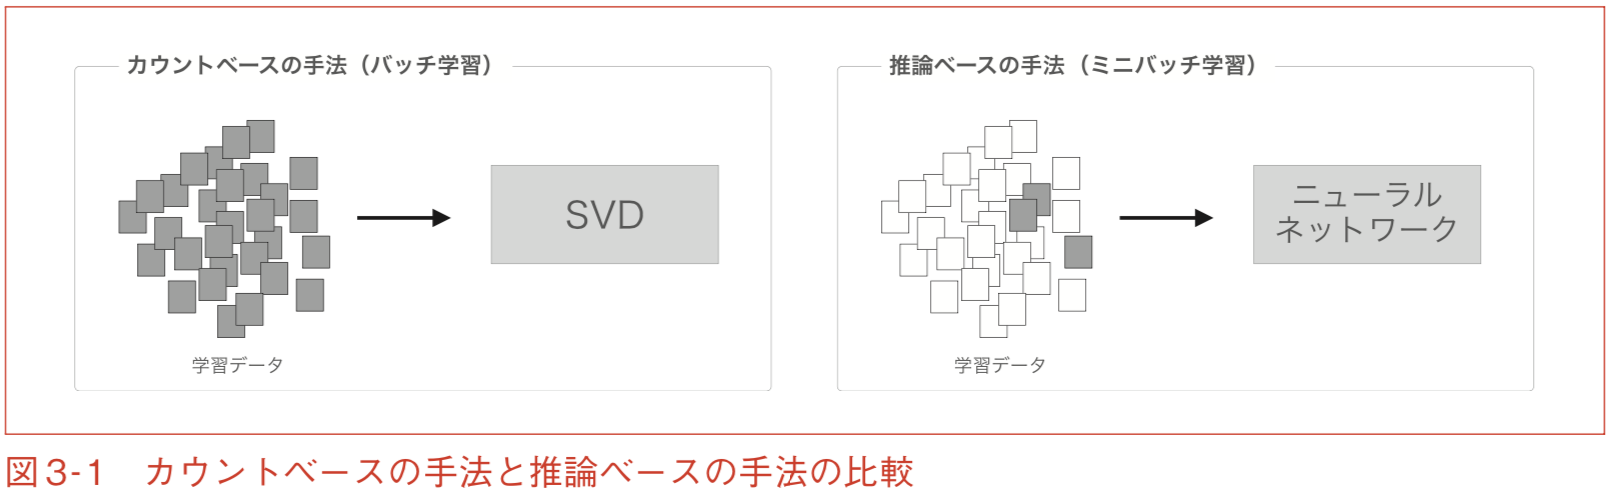 カウントベースの手法（バッチ学習）
学習データ
SVD
推論ベースの手法（ミニバッチ学習）
学習データ
ニューラル
ネットワーク
図3-1　カウントベースの手法と推論ベースの手法の比較